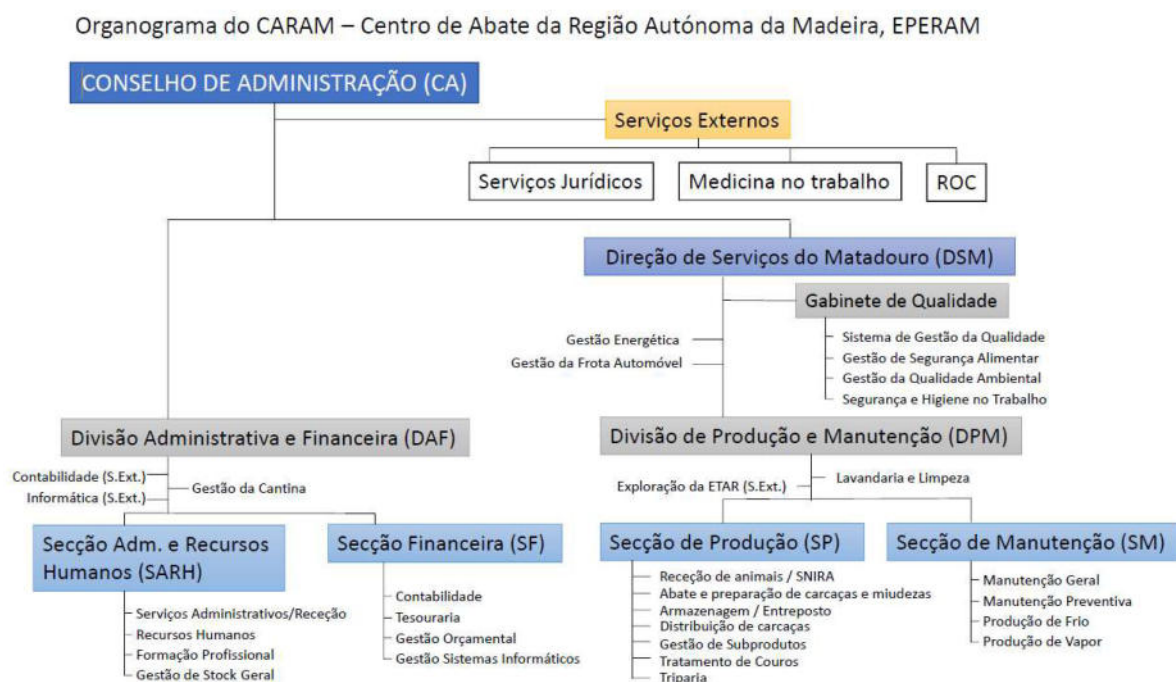 Organograma do CARAM – Centro de Abate da Região Autónoma da Madeira, EPERAM
CONSELHO DE ADMINISTRAÇÃO (CA)
Serviços Externos
Serviços Jurídicos
Medicina no trabalho
ROC
Direção de Serviços do Matadouro (DSM)
Gabinete de Qualidade
Sistema de Gestão da Qualidade
Gestão de Segurança Alimentar
Gestão da Qualidade Ambiental
Segurança e Higiene no Trabalho
Gestão Energética
Gestão da Frota Automóvel
Divisão Administrativa e Financeira (DAF)
Contabilidade (S.Ext.)
Informática (S.Ext.)
Gestão da Cantina
Secção Adm. e Recursos
Humanos (SARH)
Serviços Administrativos/Receção
Recursos Humanos
Formação Profissional
Gestão de Stock Geral
Secção Financeira (SF)
Contabilidade
Tesouraria
Gestão Orçamental
Gestão Sistemas Informáticos
Divisão de Produção e Manutenção (DPM)
Exploração da ETAR (S.Ext.)
Lavandaria e Limpeza
Secção de Produção (SP)
Receção de animais / SNIRA
Abate e preparação de carcaças e miudezas
Armazenagem / Entreposto
Distribuição de carcaças
Gestão de Subprodutos
Tratamento de Couros
Triparia
Secção de Manutenção (SM)
Manutenção Geral
Manutenção Preventiva
Produção de Frio
Produção de Vapor